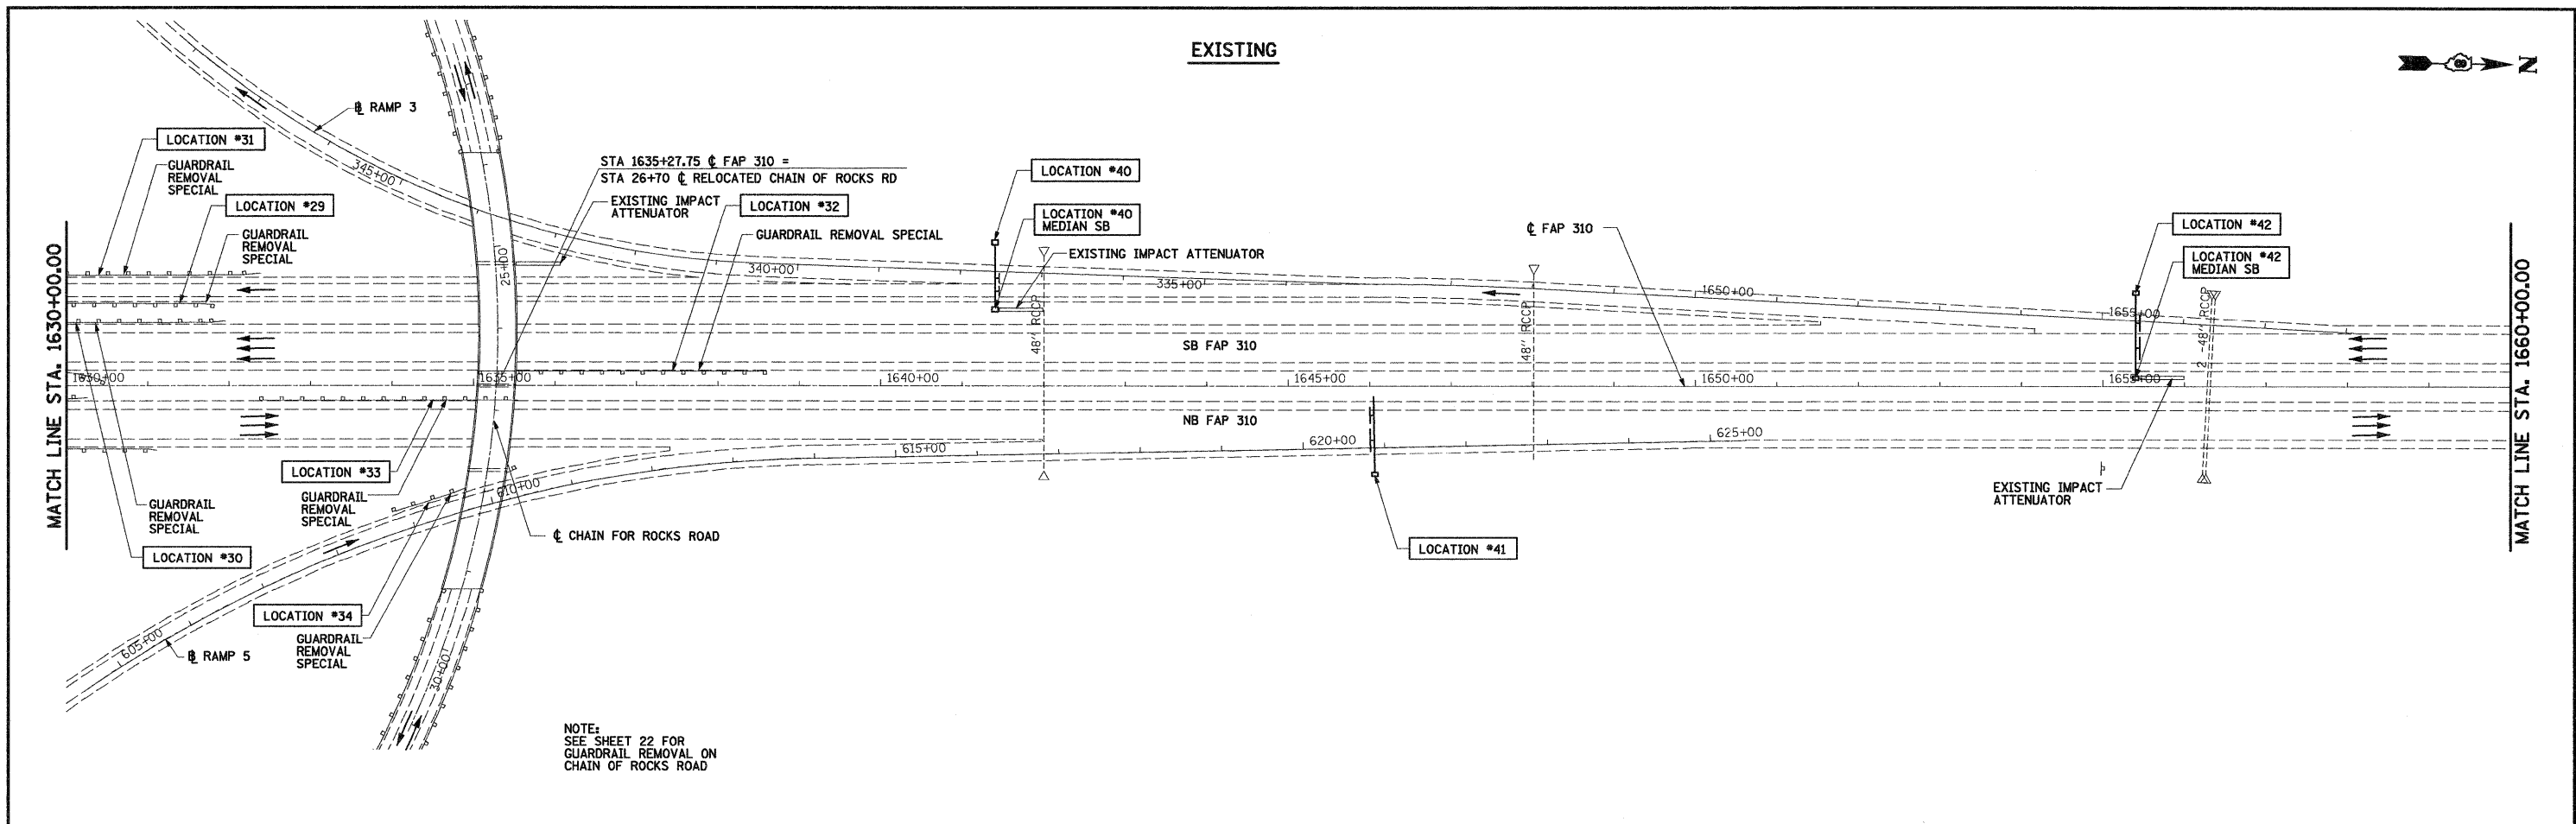 EXISTING
N
℄ RAMP 3
LOCATION #31
GUARDRAIL
REMOVAL
SPECIAL
345+00
LOCATION #29
GUARDRAIL
REMOVAL
SPECIAL
STA 1635+27.75 ℄ FAP 310 =
STA 26+70 ℄ RELOCATED CHAIN OF ROCKS RD
EXISTING IMPACT
ATTENUATOR
LOCATION #32
GUARDRAIL REMOVAL SPECIAL
LOCATION #40
LOCATION #40
MEDIAN SB
EXISTING IMPACT ATTENUATOR
℄ FAP 310
LOCATION #42
LOCATION #42
MEDIAN SB
MATCH LINE STA. 1630+00.00
25+00
340+00
335+00
48" RCCP
48" RCCP
1650+00
1655+00
2 -48" RCCP
MATCH LINE STA. 1660+00.00
SB FAP 310
1630+00
1635+00
1640+00
1645+00
1650+00
1655+00
NB FAP 310
610+00
615+00
620+00
625+00
LOCATION #33
GUARDRAIL
REMOVAL
SPECIAL
GUARDRAIL
REMOVAL
SPECIAL
LOCATION #30
℄ CHAIN FOR ROCKS ROAD
LOCATION #41
EXISTING IMPACT
ATTENUATOR
LOCATION #34
GUARDRAIL
REMOVAL
SPECIAL
605+00
℄ RAMP 5
30+00
NOTE:
SEE SHEET 22 FOR
GUARDRAIL REMOVAL ON
CHAIN OF ROCKS ROAD